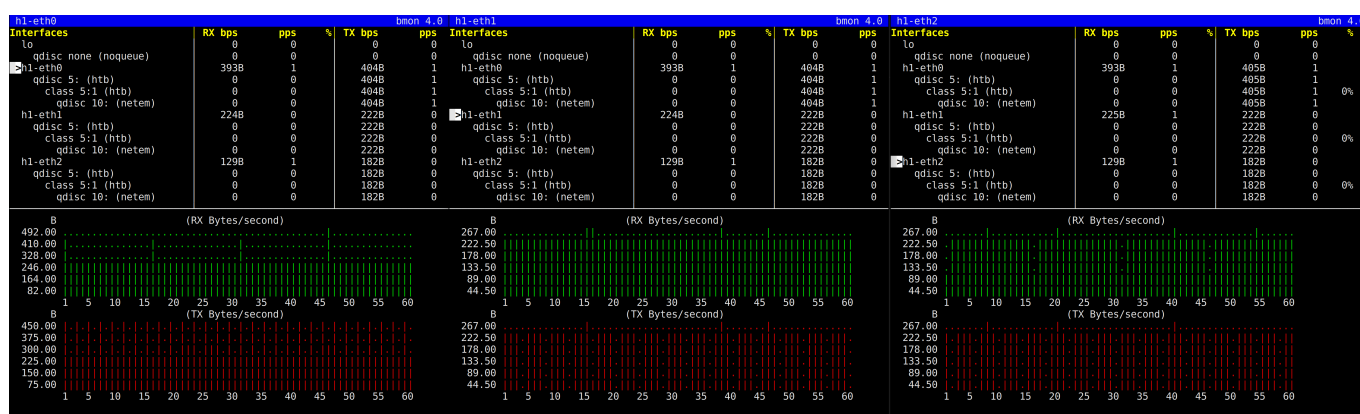 h1-eth0 bmon 4.0
Interfaces RX bps pps % TX bps pps
lo 0 0 0 0
qdisc none (noqueue) 0 0 0 0
>h1-eth0 393B 1 404B 1
qdisc 5: (htb) 0 0 404B 1
class 5:1 (htb) 0 0 404B 1
qdisc 10: (netem) 0 0 404B 1
h1-eth1 224B 0 222B 0
qdisc 5: (htb) 0 0 222B 0
class 5:1 (htb) 0 0 222B 0
qdisc 10: (netem) 0 0 222B 0
h1-eth2 129B 1 182B 0
qdisc 5: (htb) 0 0 182B 0
class 5:1 (htb) 0 0 182B 0
qdisc 10: (netem) 0 0 182B 0
B (RX Bytes/second)
492.00
410.00
328.00
246.00
164.00
82.00
1 5 10 15 20 25 30 35 40 45 50 55 60
B (TX Bytes/second)
450.00
375.00
300.00
225.00
150.00
75.00
1 5 10 15 20 25 30 35 40 45 50 55 60
h1-eth1 bmon 4.0
Interfaces RX bps pps % TX bps pps
lo 0 0 0 0
qdisc none (noqueue) 0 0 0 0
h1-eth0 393B 1 404B 1
qdisc 5: (htb) 0 0 404B 1
class 5:1 (htb) 0 0 404B 1
qdisc 10: (netem) 0 0 404B 1
>h1-eth1 224B 0 222B 0
qdisc 5: (htb) 0 0 222B 0
class 5:1 (htb) 0 0 222B 0
qdisc 10: (netem) 0 0 222B 0
h1-eth2 129B 1 182B 0
qdisc 5: (htb) 0 0 182B 0
class 5:1 (htb) 0 0 182B 0
qdisc 10: (netem) 0 0 182B 0
B (RX Bytes/second)
267.00
222.50
178.00
133.50
89.00
44.50
1 5 10 15 20 25 30 35 40 45 50 55 60
B (TX Bytes/second)
267.00
222.50
178.00
133.50
89.00
44.50
1 5 10 15 20 25 30 35 40 45 50 55 60
h1-eth2 bmon 4.0
Interfaces RX bps pps % TX bps pps %
lo 0 0 0 0
qdisc none (noqueue) 0 0 0 0
h1-eth0 393B 1 405B 1
qdisc 5: (htb) 0 0 405B 1
class 5:1 (htb) 0 0 405B 1 0%
qdisc 10: (netem) 0 0 405B 1
h1-eth1 225B 1 222B 0
qdisc 5: (htb) 0 0 222B 0
class 5:1 (htb) 0 0 222B 0 0%
qdisc 10: (netem) 0 0 222B 0
>h1-eth2 129B 1 182B 0
qdisc 5: (htb) 0 0 182B 0
class 5:1 (htb) 0 0 182B 0 0%
qdisc 10: (netem) 0 0 182B 0
B (RX Bytes/second)
267.00
222.50
178.00
133.50
89.00
44.50
1 5 10 15 20 25 30 35 40 45 50 55 60
B (TX Bytes/second)
267.00
222.50
178.00
133.50
89.00
44.50
1 5 10 15 20 25 30 35 40 45 50 55 60